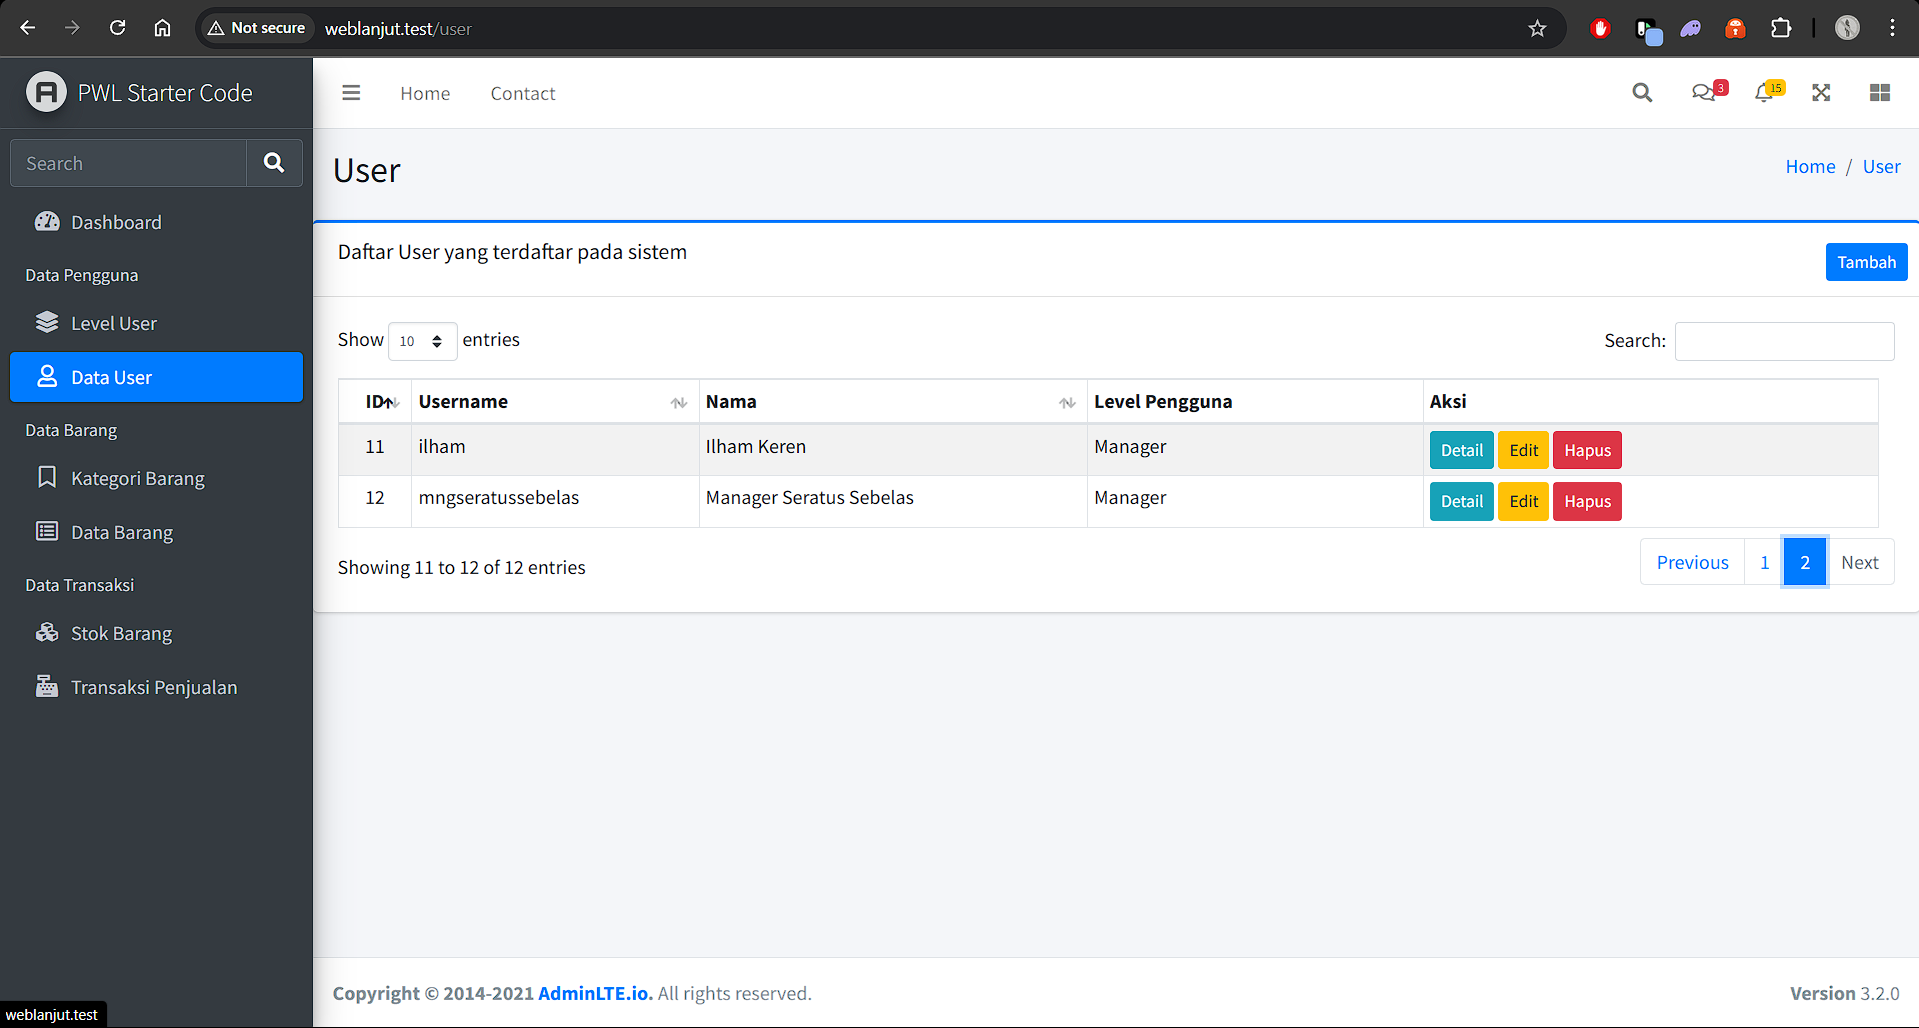 Not secure weblanjut.test/user
PWL Starter Code
Home Contact 3 15
Search
User
Home / User
Dashboard
Data Pengguna
Level User
Data User
Data Barang
Kategori Barang
Data Barang
Data Transaksi
Stok Barang
Transaksi Penjualan
Daftar User yang terdaftar pada sistem
Tambah
Show 10 entries
Search:
ID Username Nama Level Pengguna Aksi
11 ilham Ilham Keren Manager Detail Edit Hapus
12 mngseratussebelas Manager Seratus Sebelas Manager Detail Edit Hapus
Showing 11 to 12 of 12 entries
Previous 1 2 Next
Copyright © 2014-2021 AdminLTE.io. All rights reserved.
Version 3.2.0
weblanjut.test